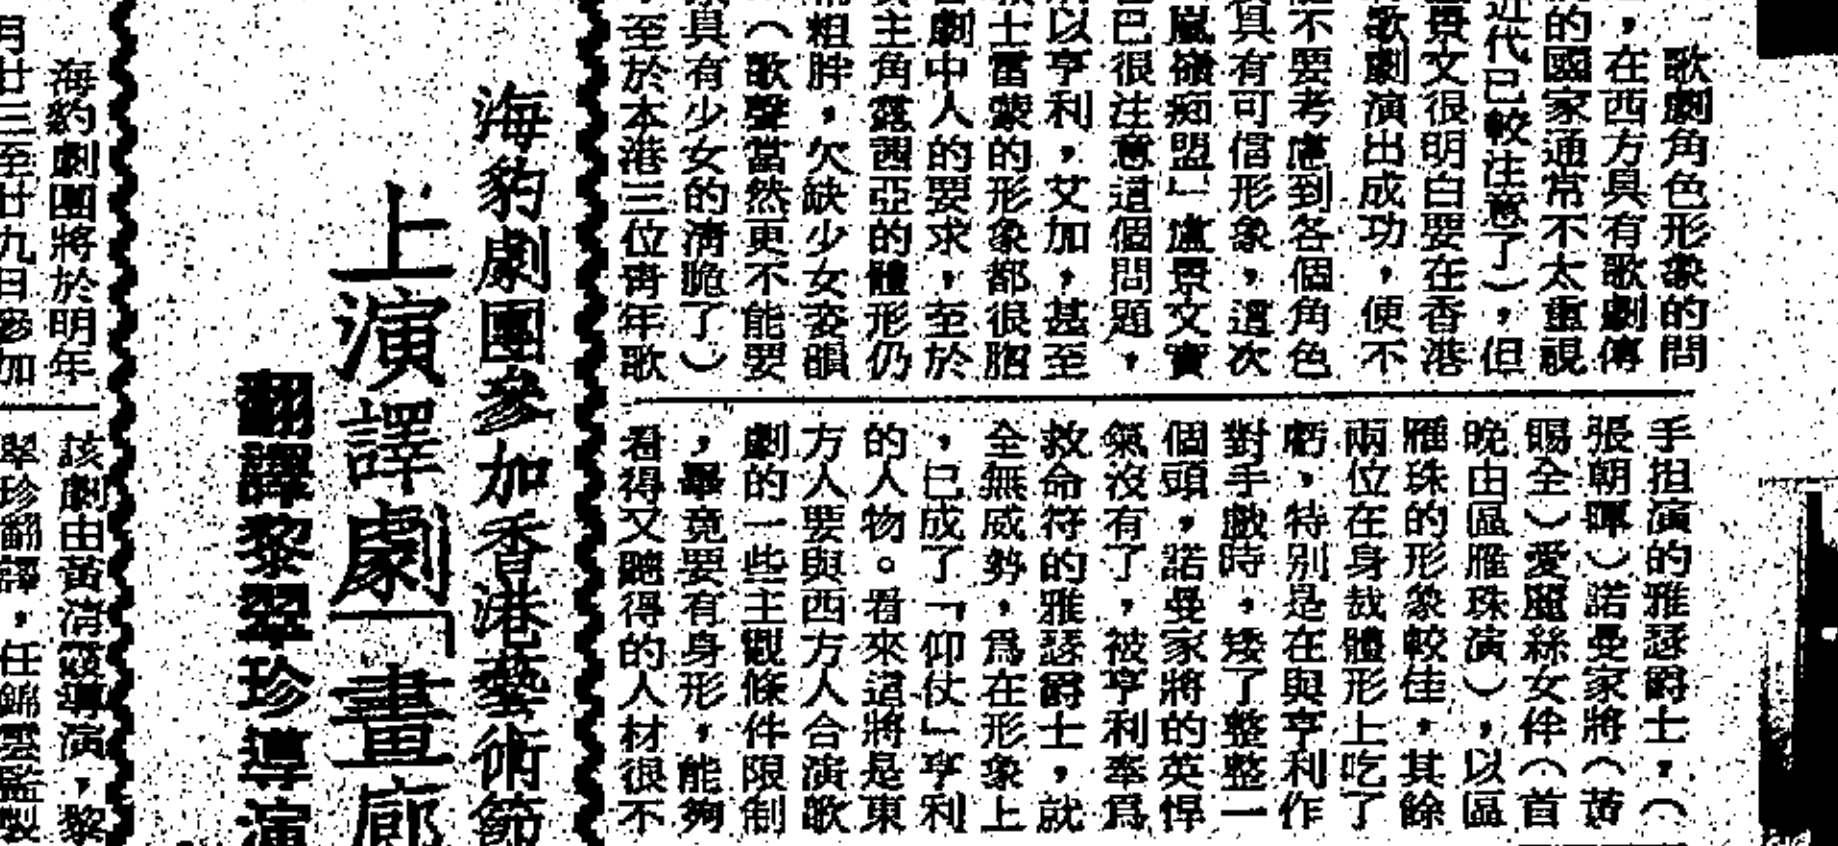 歌劇角色形象的問
，在西方具有歌劇傳
的國家通常不太重視
近代已較注意了），但
景文很明白要在香港
歌劇演出成功，便不
不要考慮到各個角色
具有可信形象，這次
嵐嶺痴盟」盧景文實
已很注意這個問題，
以亨利，艾加，甚至
士雷蒙的形象都很脗
劇中人的要求，至於
主角露西亞的體形仍
粗胖，欠缺少女姿韻
（歌聲當然更不能要
具有少女的清脆了）
至於本港三位青年歌
手担演的雅瑟爵士，（
張朝暉）諾曼家將（黃
賜全）愛麗絲女伴（首
晚由區雁珠演），以區
雁珠的形象較佳，其餘
兩位在身裁體形上吃了
虧，特別是在與亨利作
對手戲時，矮了整整一
個頭，諾曼家將的英悍
氣沒有了，被亨利奉爲
救命符的雅瑟爵士，就
全無威勢，爲在形象上
，已成了「仰仗」亨利
的人物。看來這將是東
方人要與西方人合演歌
劇的一些主觀條件限制
，畢竟要有身形，能夠
看得又聽得的人材很不
海豹劇團參加香港藝術節
上演譯劇「畫廊
翻譯黎翠珍導演
海豹劇團將於明年
月廿三至廿九日參加
該劇由黃清霞導演，黎
翠珍翻譯，任錦雲監製